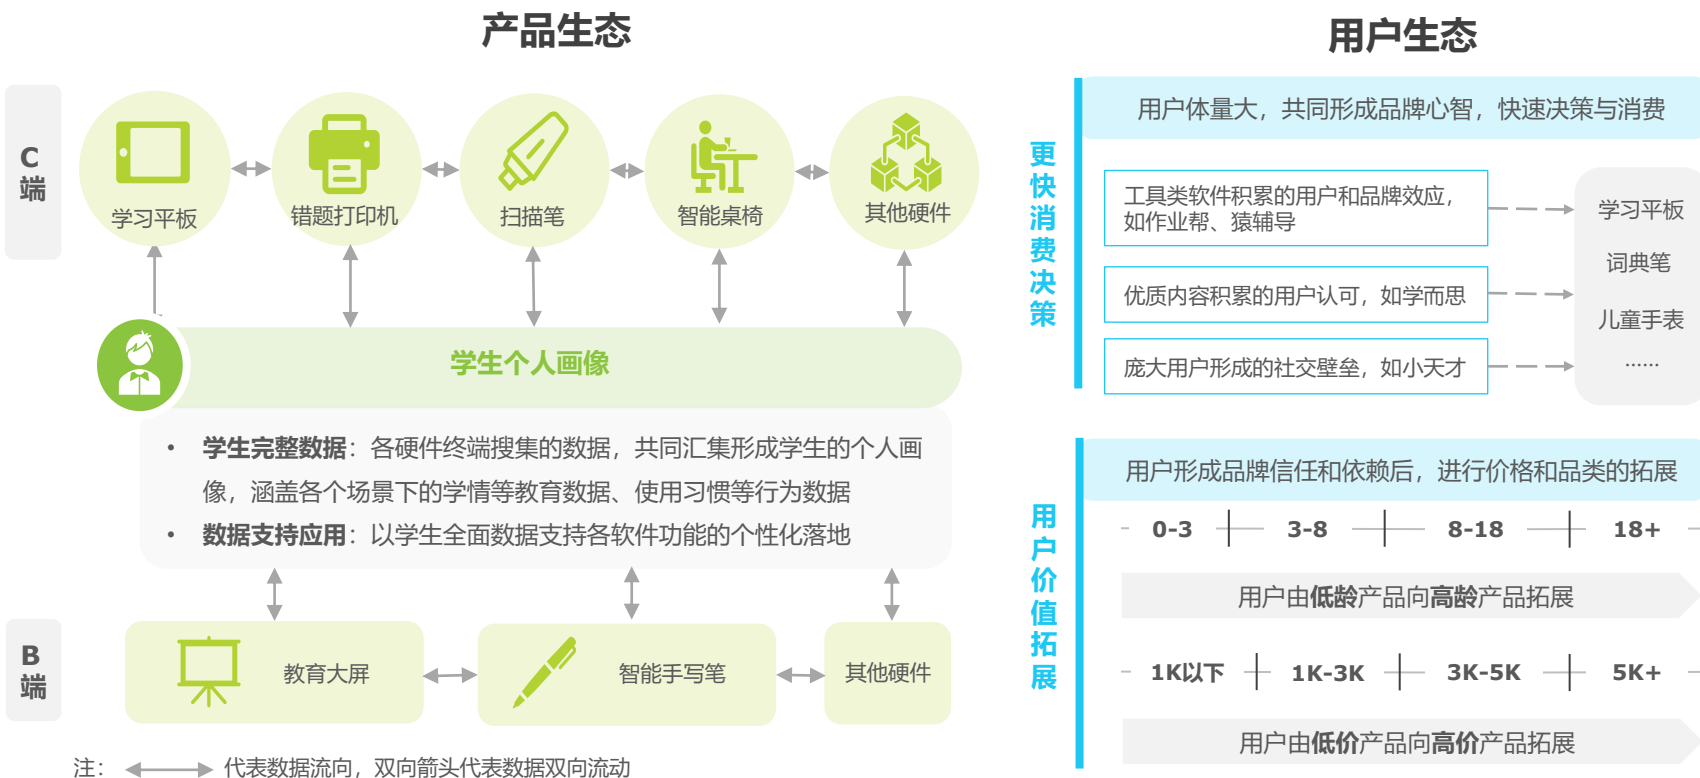 产品生态
C
端
学习平板
错题打印机
扫描笔
智能桌椅
其他硬件
学生个人画像
• 学生完整数据：各硬件终端搜集的数据，共同汇集形成学生的个人画
像，涵盖各个场景下的学情等教育数据、使用习惯等行为数据
• 数据支持应用：以学生全面数据支持各软件功能的个性化落地
B
端
教育大屏
智能手写笔
其他硬件
注：
代表数据流向，双向箭头代表数据双向流动
用户生态
更快消费决策
用户体量大，共同形成品牌心智，快速决策与消费
工具类软件积累的用户和品牌效应，
如作业帮、猿辅导
优质内容积累的用户认可，如学而思
庞大用户形成的社交壁垒，如小天才
学习平板
词典笔
儿童手表
……
用户价值拓展
用户形成品牌信任和依赖后，进行价格和品类的拓展
0-3 3-8 8-18 18+
用户由低龄产品向高龄产品拓展
1K以下 1K-3K 3K-5K 5K+
用户由低价产品向高价产品拓展